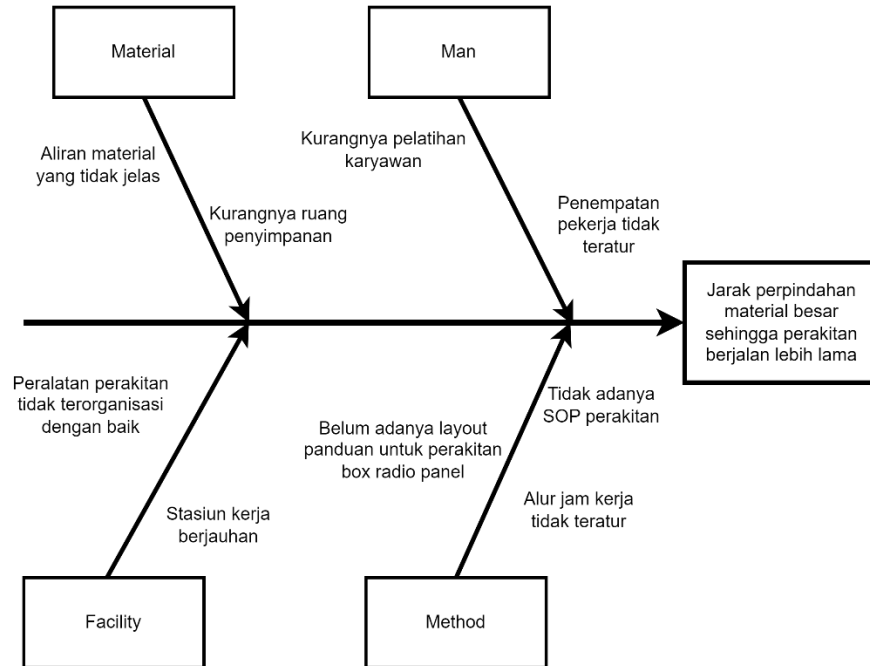 Material
Man
Aliran material
yang tidak jelas
Kurangnya ruang
penyimpanan
Kurangnya pelatihan
karyawan
Penempatan
pekerja tidak
teratur
Jarak perpindahan
material besar
sehingga perakitan
berjalan lebih lama
Peralatan perakitan
tidak terorganisasi
dengan baik
Stasiun kerja
berjauhan
Belum adanya layout
panduan untuk perakitan
box radio panel
Tidak adanya
SOP perakitan
Alur jam kerja
tidak teratur
Facility
Method